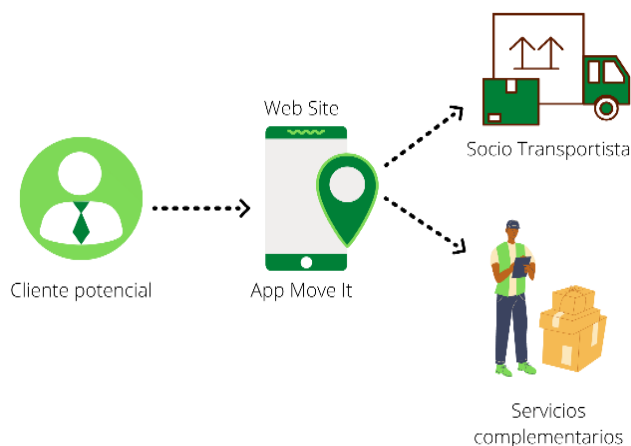 Web Site
Socio Transportista
Cliente potencial
App Move It
Servicios
complementarios